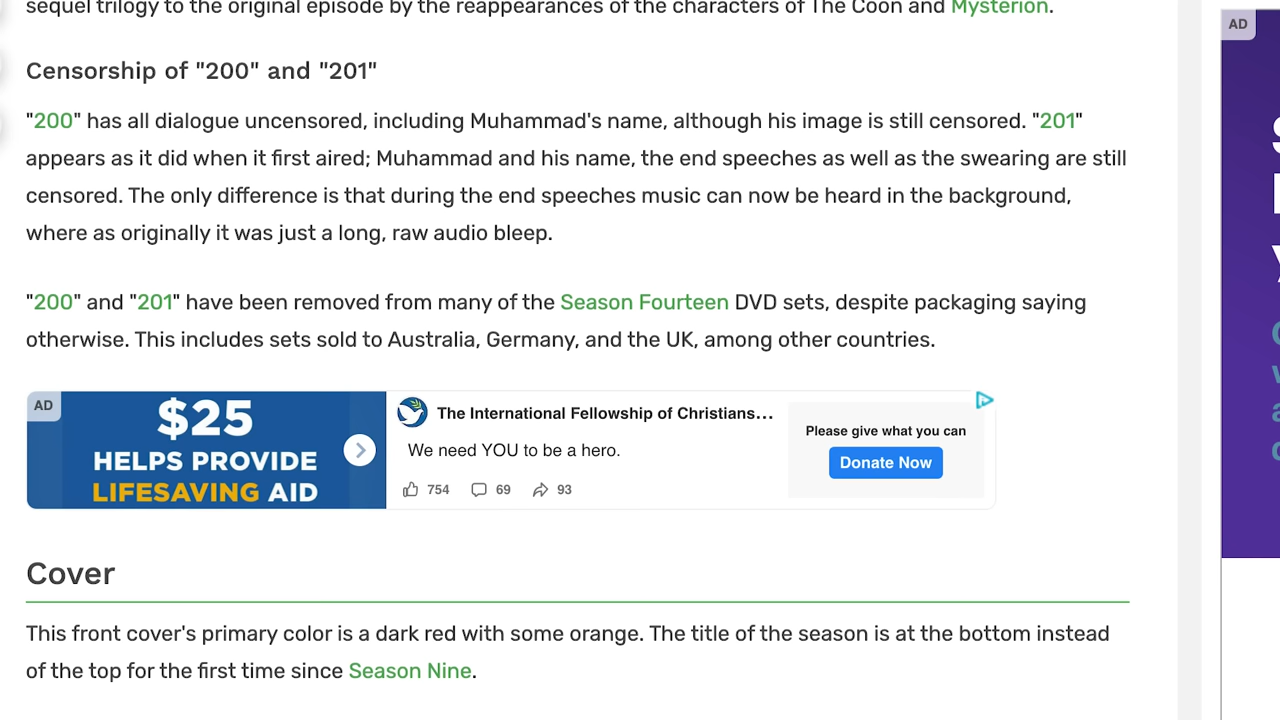 sequel trilogy to the original episode by the reappearances of the characters of The Coon and Mysterion.
Censorship of "200" and "201"
"200" has all dialogue uncensored, including Muhammad's name, although his image is still censored. "201"
appears as it did when it first aired; Muhammad and his name, the end speeches as well as the swearing are still
censored. The only difference is that during the end speeches music can now be heard in the background,
where as originally it was just a long, raw audio bleep.
"200" and "201" have been removed from many of the Season Fourteen DVD sets, despite packaging saying
otherwise. This includes sets sold to Australia, Germany, and the UK, among other countries.
AD
$25
HELPS PROVIDE
LIFESAVING AID
The International Fellowship of Christians...
We need YOU to be a hero.
754 69 93
Please give what you can
Donate Now
Cover
This front cover's primary color is a dark red with some orange. The title of the season is at the bottom instead
of the top for the first time since Season Nine.
AD